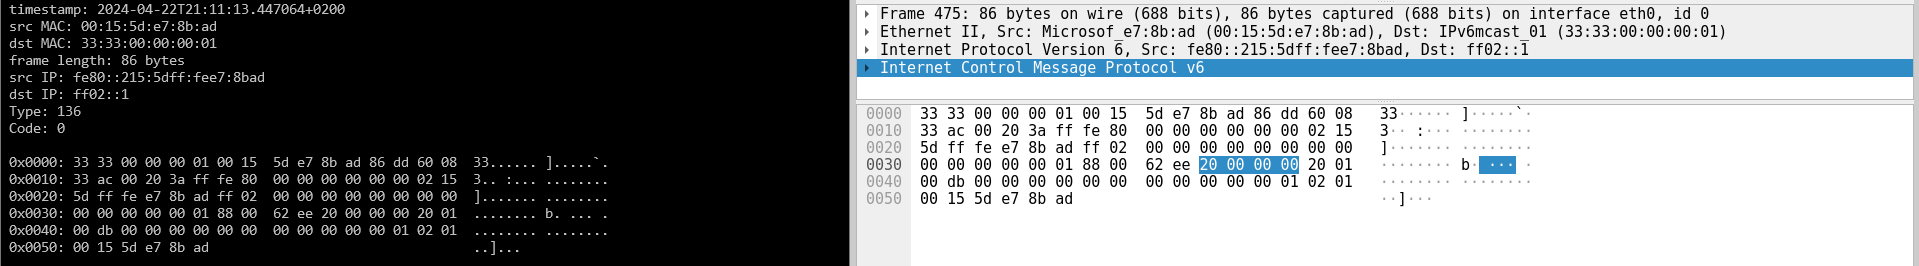 timestamp: 2024-04-22T21:11:13.447064+0200
src MAC: 00:15:5d:e7:8b:ad
dst MAC: 33:33:00:00:00:01
frame length: 86 bytes
src IP: fe80::215:5dff:fee7:8bad
dst IP: ff02::1
Type: 136
Code: 0
0x0000: 33 33 00 00 00 01 00 15  5d e7 8b ad 86 dd 60 08  33...... ].....`.
0x0010: 33 ac 00 20 3a ff fe 80  00 00 00 00 00 00 02 15  3.. :... ........
0x0020: 5d ff fe e7 8b ad ff 02  00 00 00 00 00 00 00 00  ]....... ........
0x0030: 00 00 00 00 00 01 88 00  62 ee 20 00 00 00 20 01  ........ b. ... .
0x0040: 00 db 00 00 00 00 00 00  00 00 00 00 00 01 02 01  ........ ........
0x0050: 00 15 5d e7 8b ad  ..]...
Frame 475: 86 bytes on wire (688 bits), 86 bytes captured (688 bits) on interface eth0, id 0
Ethernet II, Src: Microsof_e7:8b:ad (00:15:5d:e7:8b:ad), Dst: IPv6mcast_01 (33:33:00:00:00:01)
Internet Protocol Version 6, Src: fe80::215:5dff:fee7:8bad, Dst: ff02::1
Internet Control Message Protocol v6
0000  33 33 00 00 00 01 00 15  5d e7 8b ad 86 dd 60 08  33······ ]·····`·
0010  33 ac 00 20 3a ff fe 80  00 00 00 00 00 00 02 15  3·· :··· ········
0020  5d ff fe e7 8b ad ff 02  00 00 00 00 00 00 00 00  ]······· ········
0030  00 00 00 00 00 01 88 00  62 ee 20 00 00 00 20 01  ········ b· ··· ·
0040  00 db 00 00 00 00 00 00  00 00 00 00 00 01 02 01  ········ ········
0050  00 15 5d e7 8b ad  ··]···